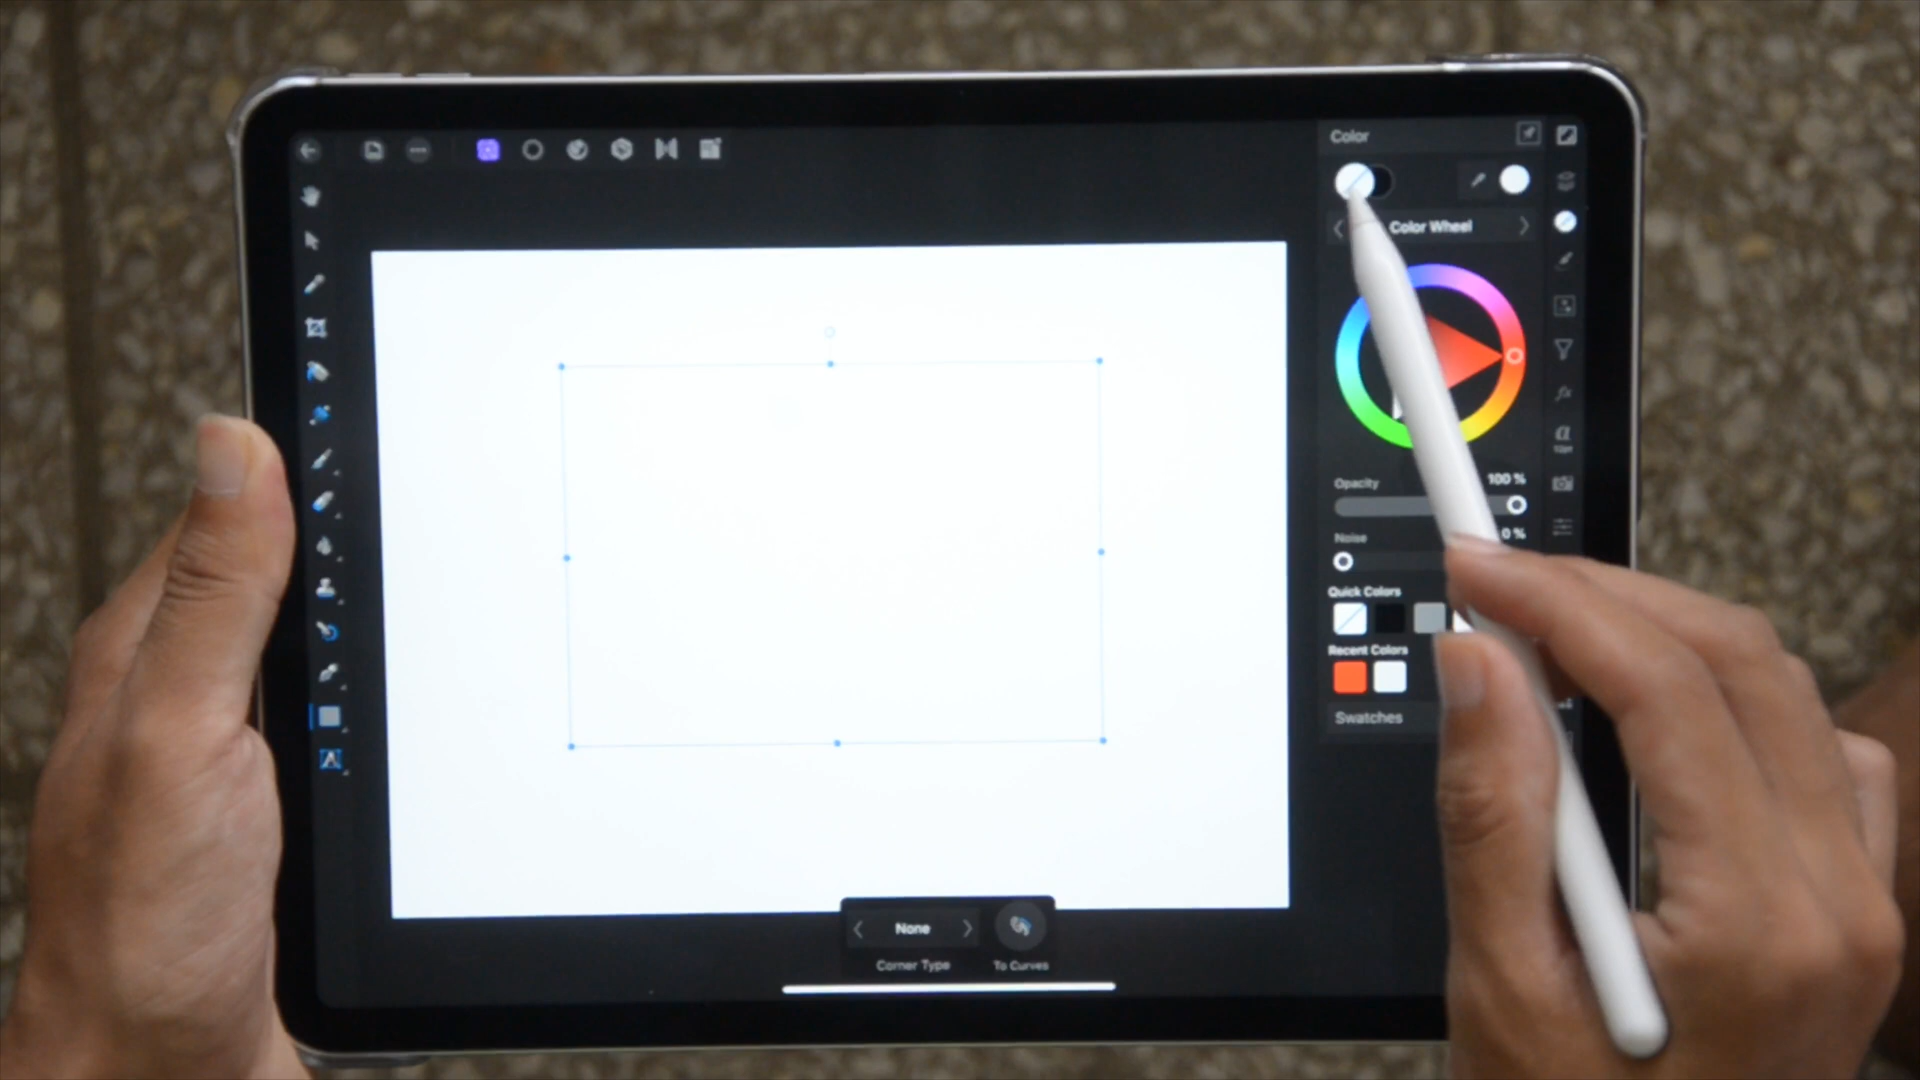 Color
Color Wheel
Opacity
100 %
Noise
0 %
Quick Colors
Recent Colors
Swatches
None
Corner Type
To Curves